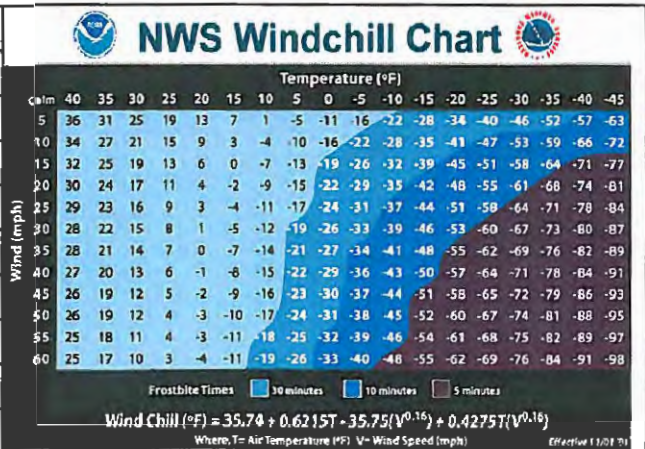 NWS Windchill Chart
Temperature (°F)
Calm 40 35 30 25 20 15 10 5 0 -5 -10 -15 -20 -25 -30 -35 -40 -45
5 36 31 25 19 13 7 1 -5 -11 -16 -22 -28 -34 -40 -46 -52 -57 -63
10 34 27 21 15 9 3 -4 -10 -16 -22 -28 -35 -41 -47 -53 -59 -66 -72
15 32 25 19 13 6 0 -7 -13 -19 -26 -32 -39 -45 -51 -58 -64 -71 -77
20 30 24 17 11 4 -2 -9 -15 -22 -29 -35 -42 -48 -55 -61 -68 -74 -81
25 29 23 16 9 3 -4 -11 -17 -24 -31 -37 -44 -51 -58 -64 -71 -78 -84
30 28 22 15 8 1 -5 -12 -19 -26 -33 -39 -46 -53 -60 -67 -73 -80 -87
35 28 21 14 7 0 -7 -14 -21 -27 -34 -41 -48 -55 -62 -69 -76 -82 -89
40 27 20 13 6 -1 -8 -15 -22 -29 -36 -43 -50 -57 -64 -71 -78 -84 -91
45 26 19 12 5 -2 -9 -16 -23 -30 -37 -44 -51 -58 -65 -72 -79 -86 -93
50 26 19 12 4 -3 -10 -17 -24 -31 -38 -45 -52 -60 -67 -74 -81 -88 -95
55 25 18 11 4 -3 -11 -18 -25 -32 -39 -46 -54 -61 -68 -75 -82 -89 -97
60 25 17 10 3 -4 -11 -19 -26 -33 -40 -48 -55 -62 -69 -76 -84 -91 -98
Wind (mph)
Frostbite Times 30 minutes 10 minutes 5 minutes
Wind Chill (°F) = 35.74 + 0.6215T - 35.75(V^0.16) + 0.4275T(V^0.16)
Where, T= Air Temperature (°F) V= Wind Speed (mph)
Effective